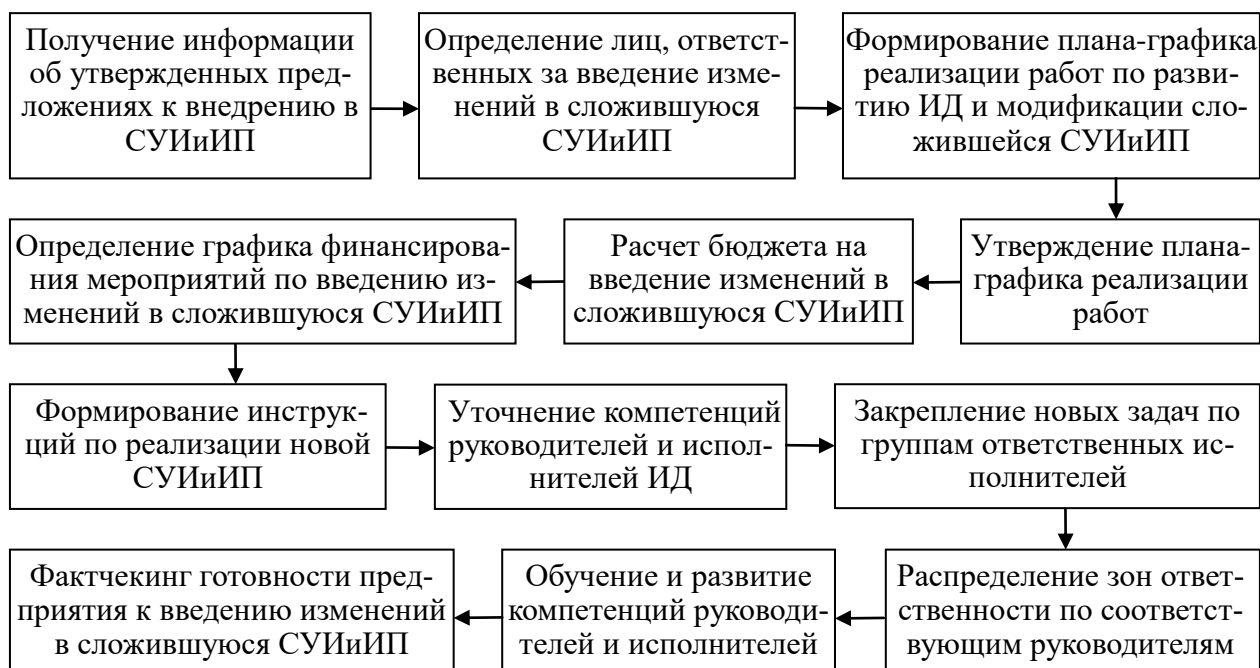 Получение информации
об утвержденных пред-
ложениях к внедрению в
СУИиИП
Определение лиц, ответст-
венных за введение изме-
нений в сложившуюся
СУИиИП
Формирование плана-графика
реализации работ по разви-
тию ИД и модификации сло-
жившейся СУИиИП
Утверждение плана-
графика реализации
работ
Расчет бюджета на
введение изменений в
сложившуюся СУИиИП
Определение графика финансирова-
ния мероприятий по введению из-
менений в сложившуюся СУИиИП
Формирование инструк-
ций по реализации новой
СУИиИП
Уточнение компетенций
руководителей и испол-
нителей ИД
Закрепление новых задач по
группам ответственных ис-
полнителей
Распределение зон ответ-
ственности по соответст-
вующим руководителям
Обучение и развитие
компетенций руководи-
телей и исполнителей
Фактчекинг готовности пред-
приятия к введению изменений
в сложившуюся СУИиИП